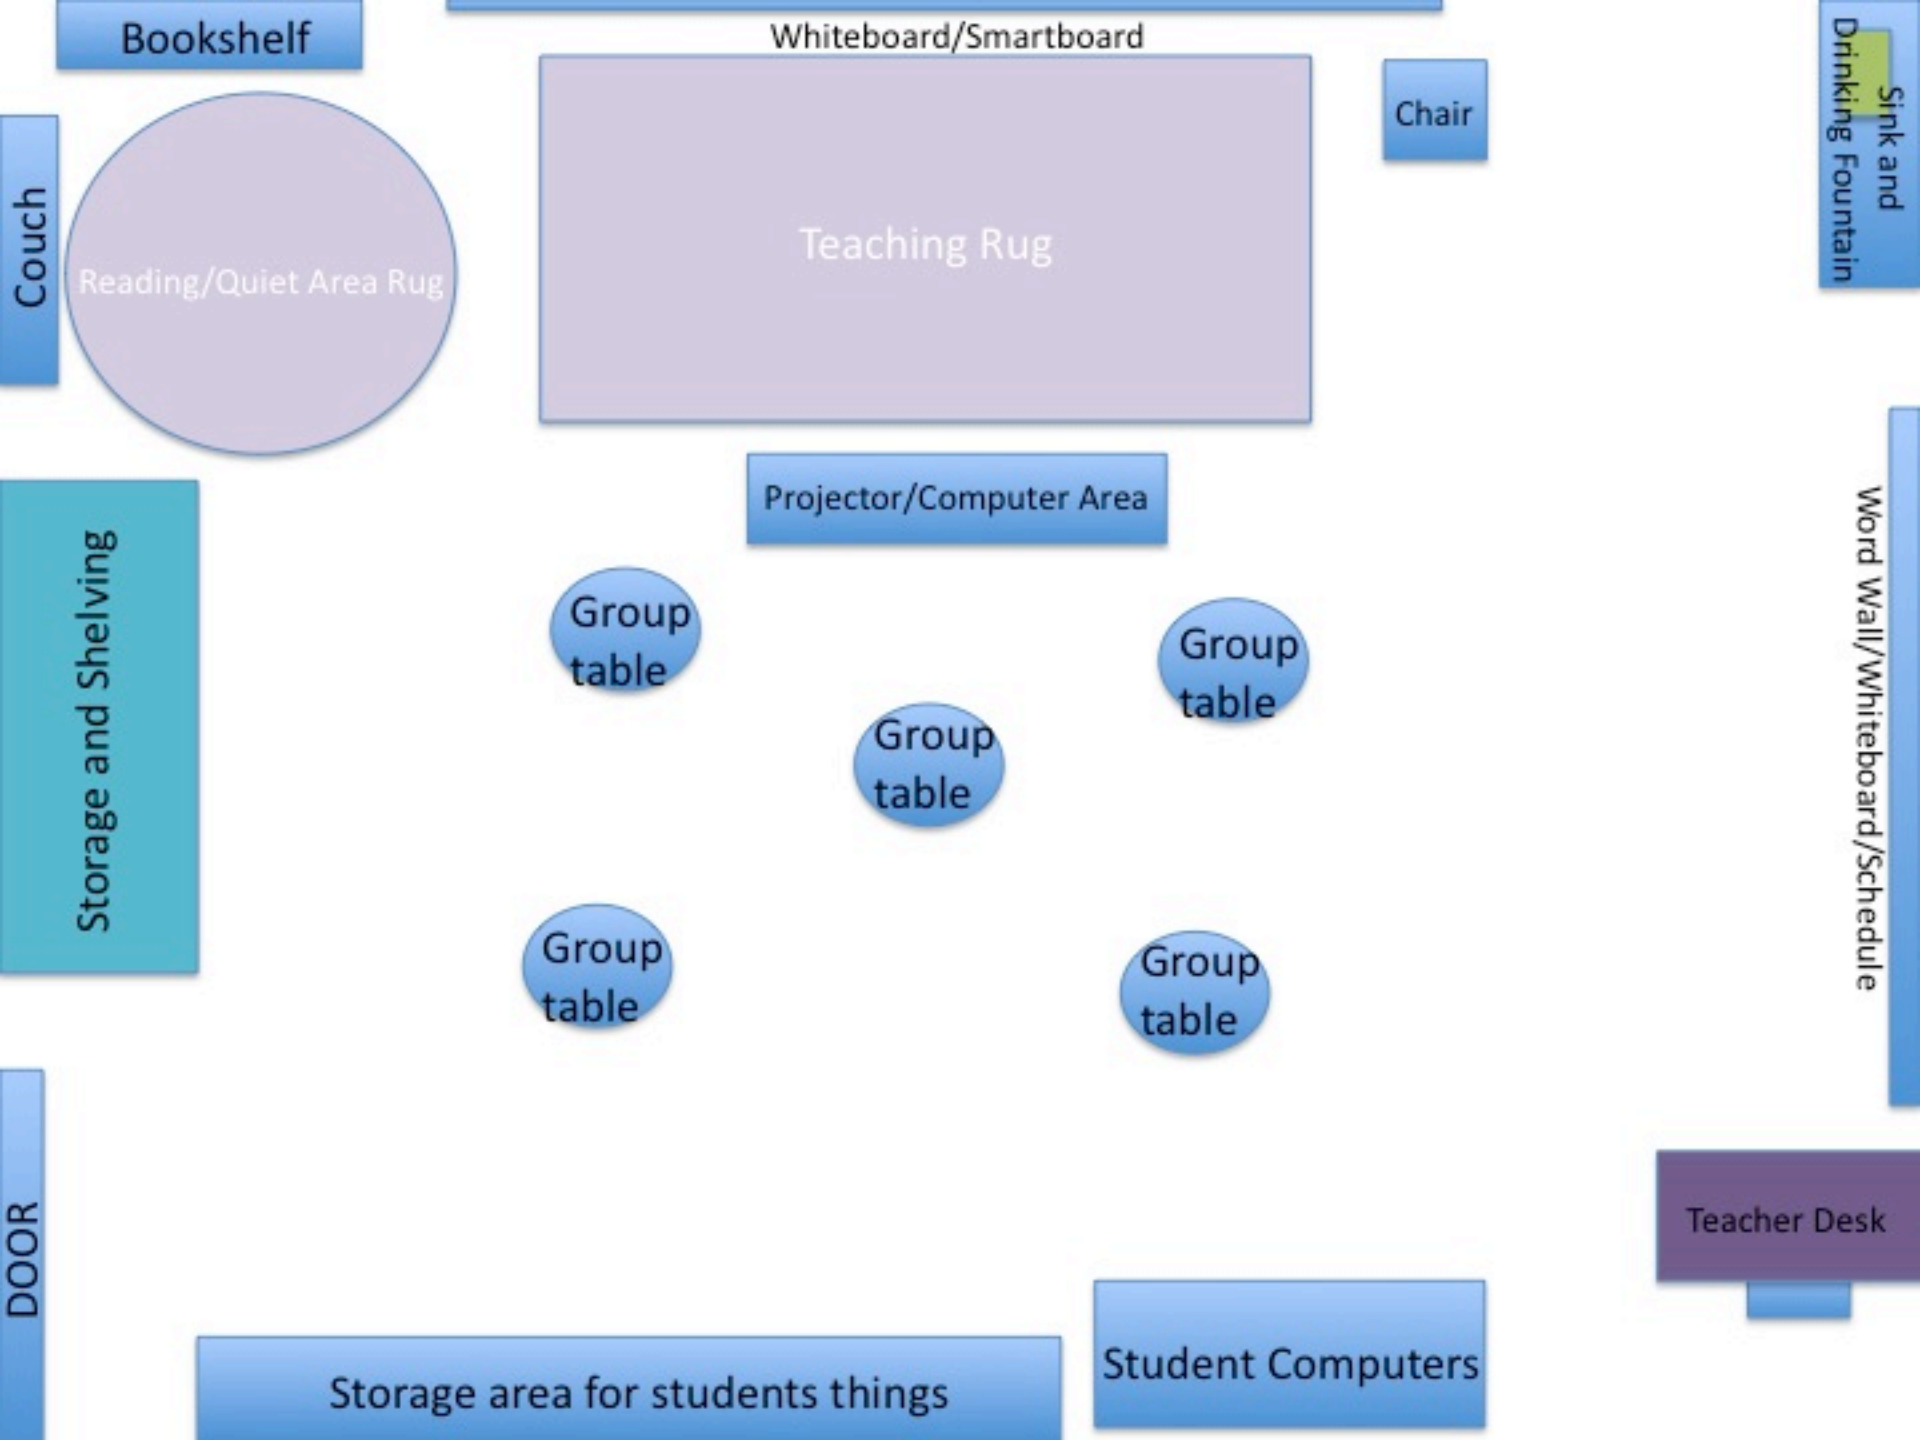 Bookshelf
Whiteboard/Smartboard
Chair
Sink and
Drinking Fountain
Couch
Reading/Quiet Area Rug
Teaching Rug
Projector/Computer Area
Storage and Shelving
Group
table
Group
table
Group
table
Word Wall/Whiteboard/Schedule
Group
table
Group
table
DOOR
Teacher Desk
Storage area for students things
Student Computers